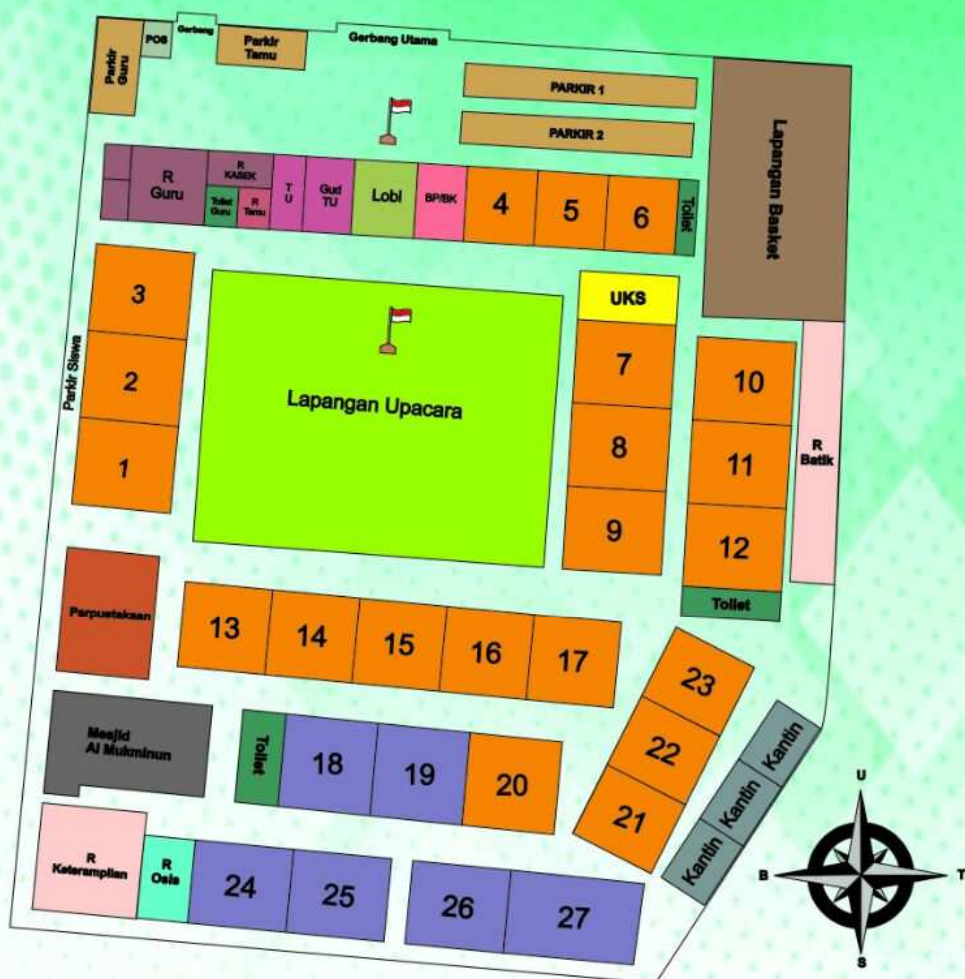 POS
Gerbang
Parkir
Guru
Parkir
Tamu
Gerbang Utama
PARKIR 1
PARKIR 2
Lapangan Basket
R
Guru
R
KASEK
Toilet
Guru
R
Tamu
T
U
Gud
TU
Lobi
BP/BK
4
5
6
Toilet
3
2
1
Parkir Siswa
Lapangan Upacara
UKS
7
8
9
10
11
12
Toilet
R
Batik
Perpustakaan
13
14
15
16
17
23
22
21
Kantin
Kantin
Kantin
Mesjid
Al Mukminun
Toilet
18
19
20
R
Keterampilan
R
Osis
24
25
26
27
U
B
T
S